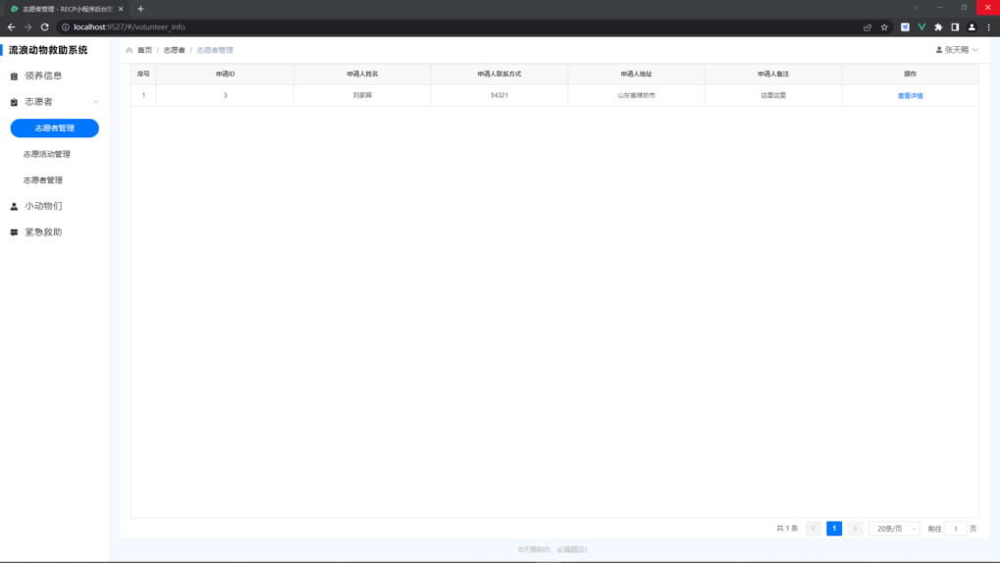 志愿者管理 - RECP小程序后台管
localhost:9527/#/volunteer_info
流浪动物救助系统
首页 / 志愿者 / 志愿者管理
张天赐
领养信息
志愿者
志愿者管理
志愿活动管理
志愿者管理
小动物们
紧急救助
序号 申请ID 申请人姓名 申请人联系方式 申请人地址 申请人备注 操作
1 3 刘家辉 54321 山东省潍坊市 这里这里 查看详情
共 1 条 1 20条/页 前往 1 页
©天赐制作，必属精品！